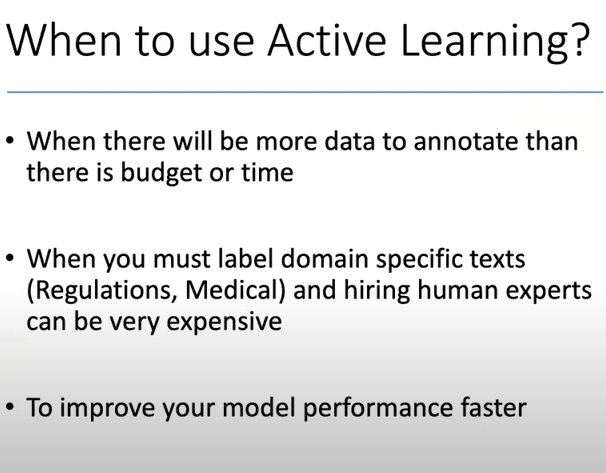 When to use Active Learning?
• When there will be more data to annotate than
there is budget or time
• When you must label domain specific texts
(Regulations, Medical) and hiring human experts
can be very expensive
• To improve your model performance faster